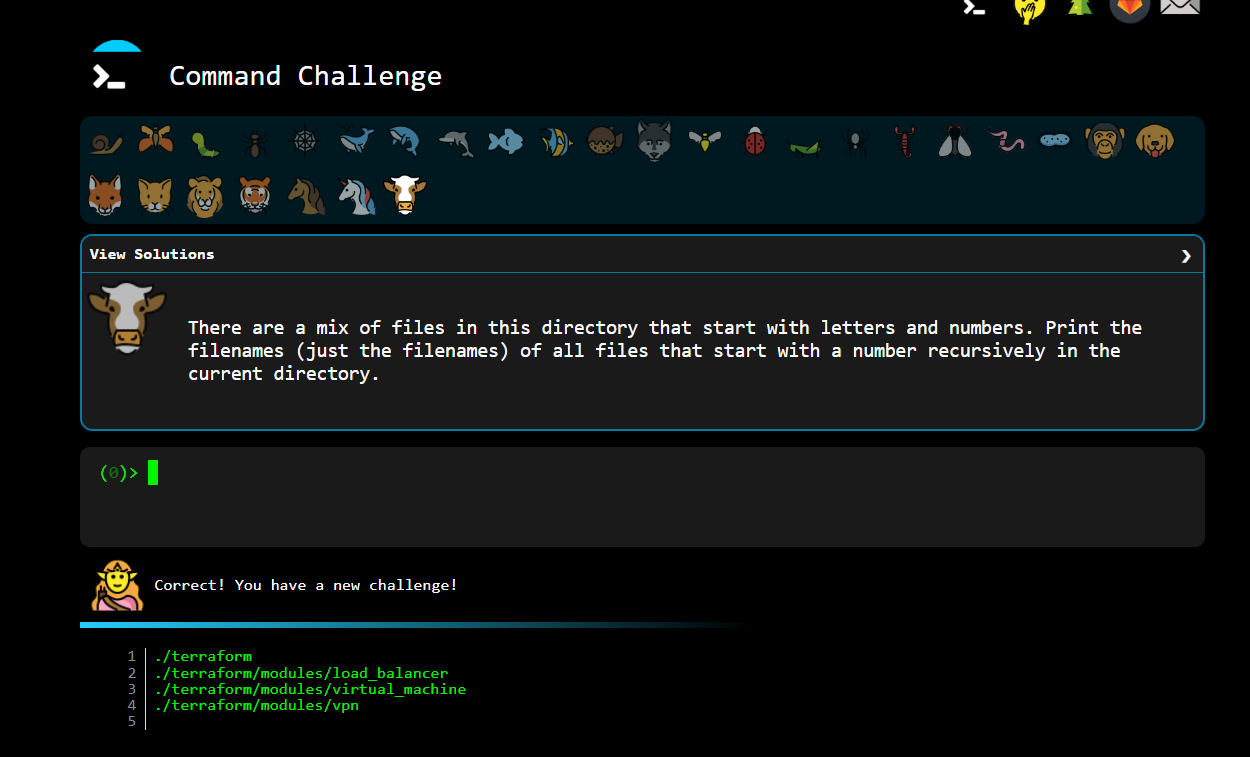 Command Challenge
View Solutions
There are a mix of files in this directory that start with letters and numbers. Print the
filenames (just the filenames) of all files that start with a number recursively in the
current directory.
(0)>
Correct! You have a new challenge!
1 ./terraform
2 ./terraform/modules/load_balancer
3 ./terraform/modules/virtual_machine
4 ./terraform/modules/vpn
5